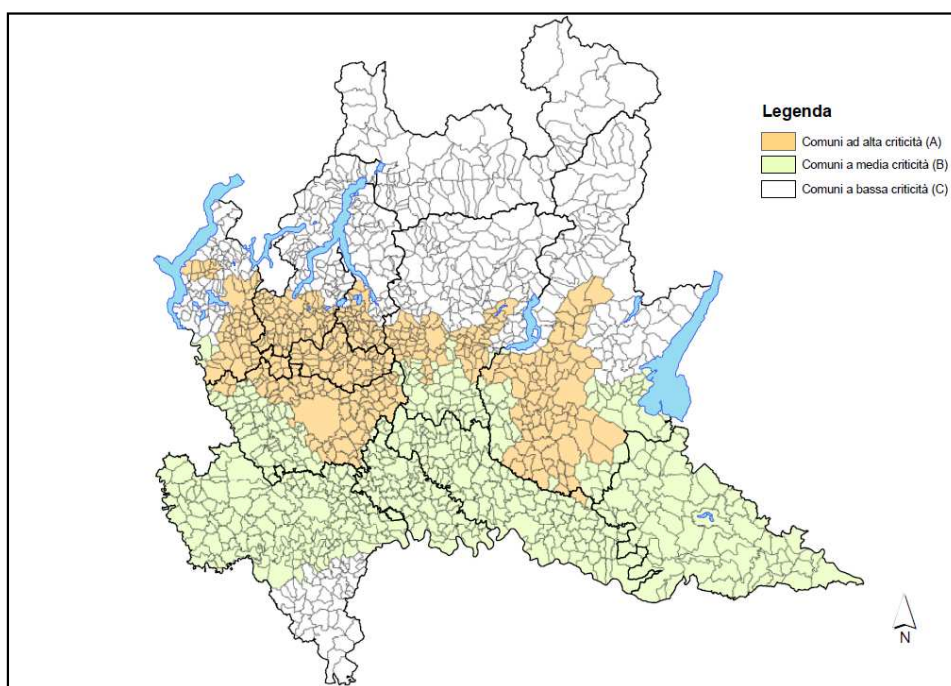 Legenda
Comuni ad alta criticità (A)
Comuni a media criticità (B)
Comuni a bassa criticità (C)
N